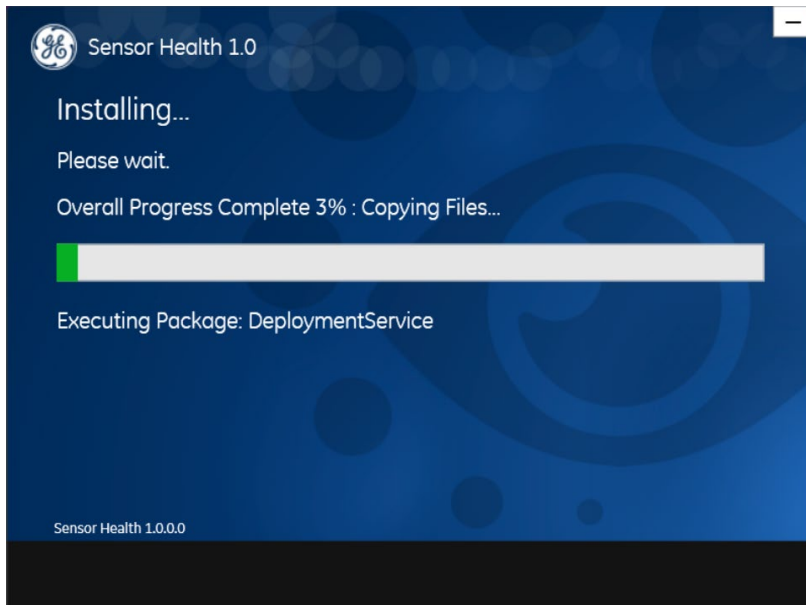 Sensor Health 1.0
Installing...
Please wait.
Overall Progress Complete 3% : Copying Files...
Executing Package: DeploymentService
Sensor Health 1.0.0.0